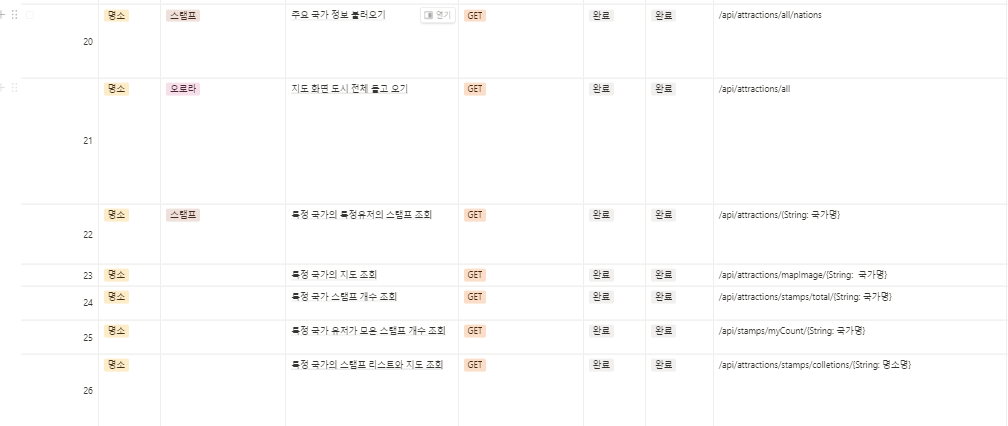 명소 스탬프 주요 국가 정보 불러오기 열기 GET 완료 완료 /api/attractions/all/nations
20
명소 오로라 지도 화면 도시 전체 들고 오기 GET 완료 완료 /api/attractions/all
21
명소 스탬프 특정 국가의 특정유저의 스탬프 조회 GET 완료 완료 /api/attractions/{String: 국가명}
22
23 명소 특정 국가의 지도 조회 GET 완료 완료 /api/attractions/mapImage/{String: 국가명}
24 명소 특정 국가 스탬프 개수 조회 GET 완료 완료 /api/attractions/stamps/total/{String: 국가명}
25 명소 특정 국가 유저가 모은 스탬프 개수 조회 GET 완료 완료 /api/stamps/myCount/{String: 국가명}
명소 특정 국가의 스탬프 리스트와 지도 조회 GET 완료 완료 /api/attractions/stamps/colletions/{String: 명소명}
26